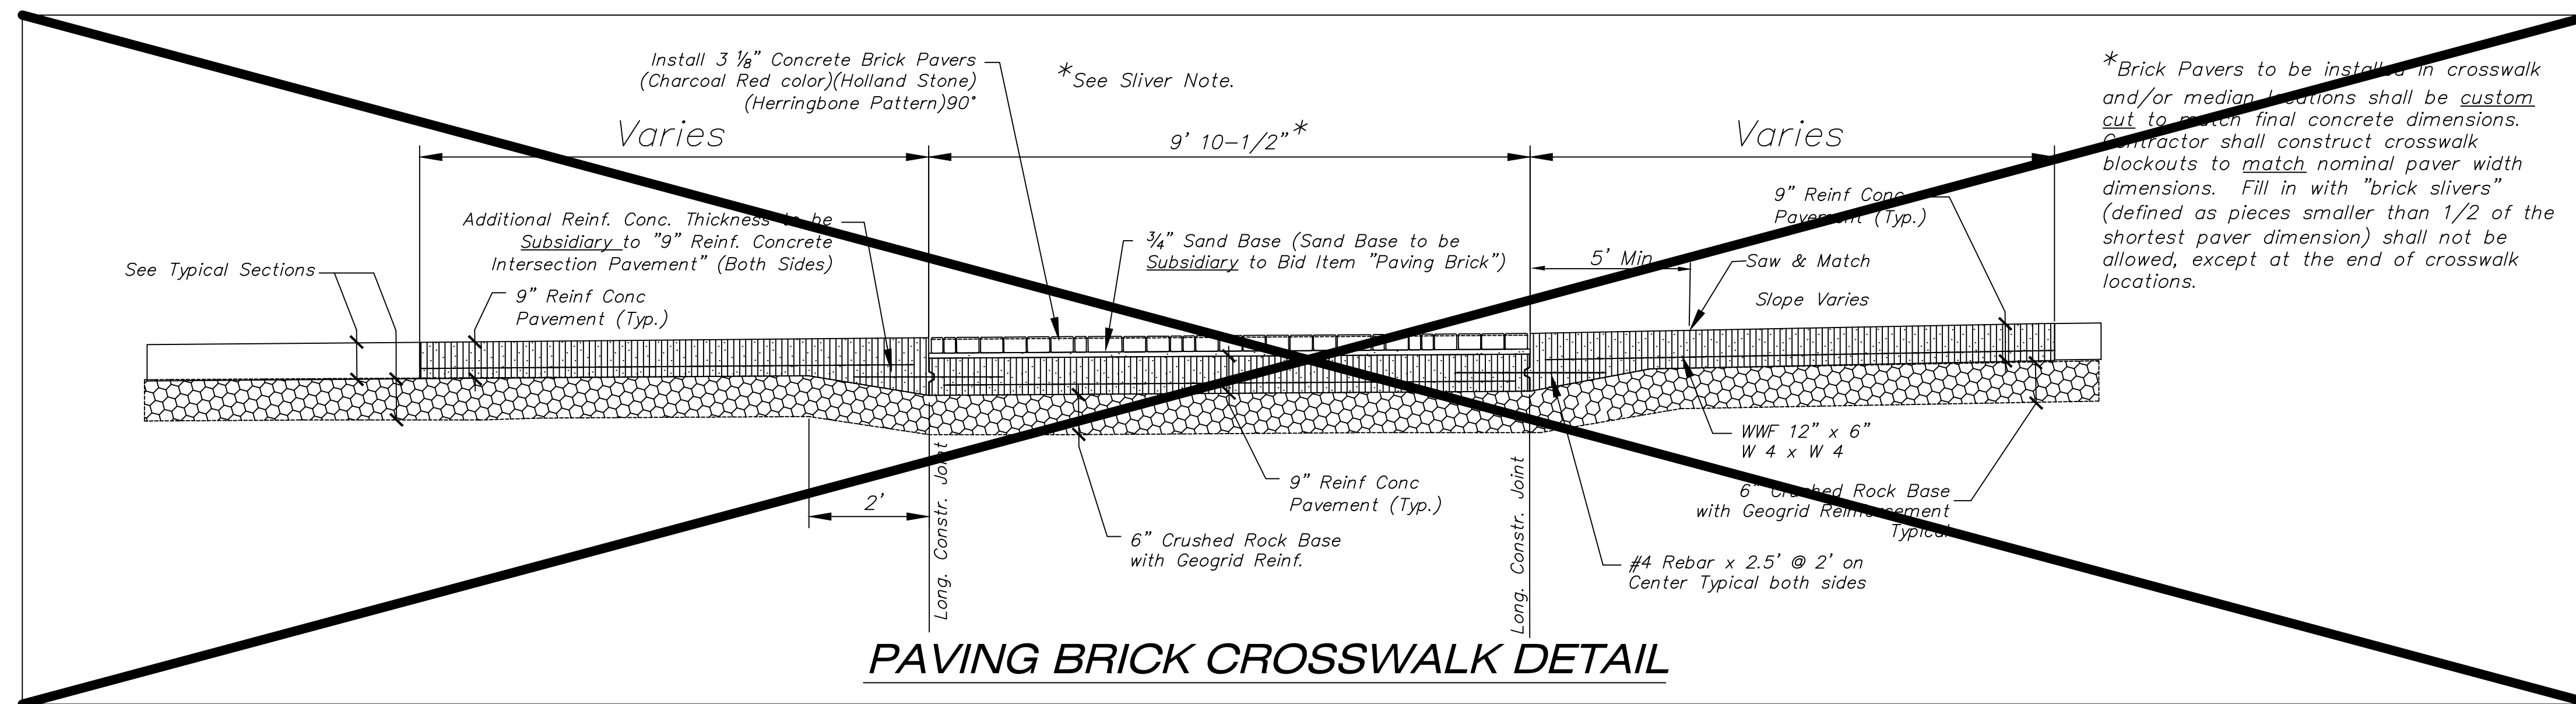 Install 3 ⅛" Concrete Brick Pavers
(Charcoal Red color)(Holland Stone)
(Herringbone Pattern)90°
*See Sliver Note.
Varies
9' 10-1/2"*
Varies
*Brick Pavers to be installed in crosswalk
and/or median locations shall be custom
cut to match final concrete dimensions.
Contractor shall construct crosswalk
blockouts to match nominal paver width
dimensions. Fill in with "brick slivers"
(defined as pieces smaller than 1/2 of the
shortest paver dimension) shall not be
allowed, except at the end of crosswalk
locations.
Additional Reinf. Conc. Thickness to be
Subsidiary to "9" Reinf. Concrete
Intersection Pavement" (Both Sides)
See Typical Sections
9" Reinf Conc
Pavement (Typ.)
¾" Sand Base (Sand Base to be
Subsidiary to Bid Item "Paving Brick")
9" Reinf Conc
Pavement (Typ.)
5' Min
Saw & Match
Slope Varies
2'
Long. Constr. Joint
6" Crushed Rock Base
with Geogrid Reinf.
9" Reinf Conc
Pavement (Typ.)
Long. Constr. Joint
WWF 12" x 6"
W 4 x W 4
6" Crushed Rock Base
with Geogrid Reinforcement
Typical
#4 Rebar x 2.5' @ 2' on
Center Typical both sides
PAVING BRICK CROSSWALK DETAIL